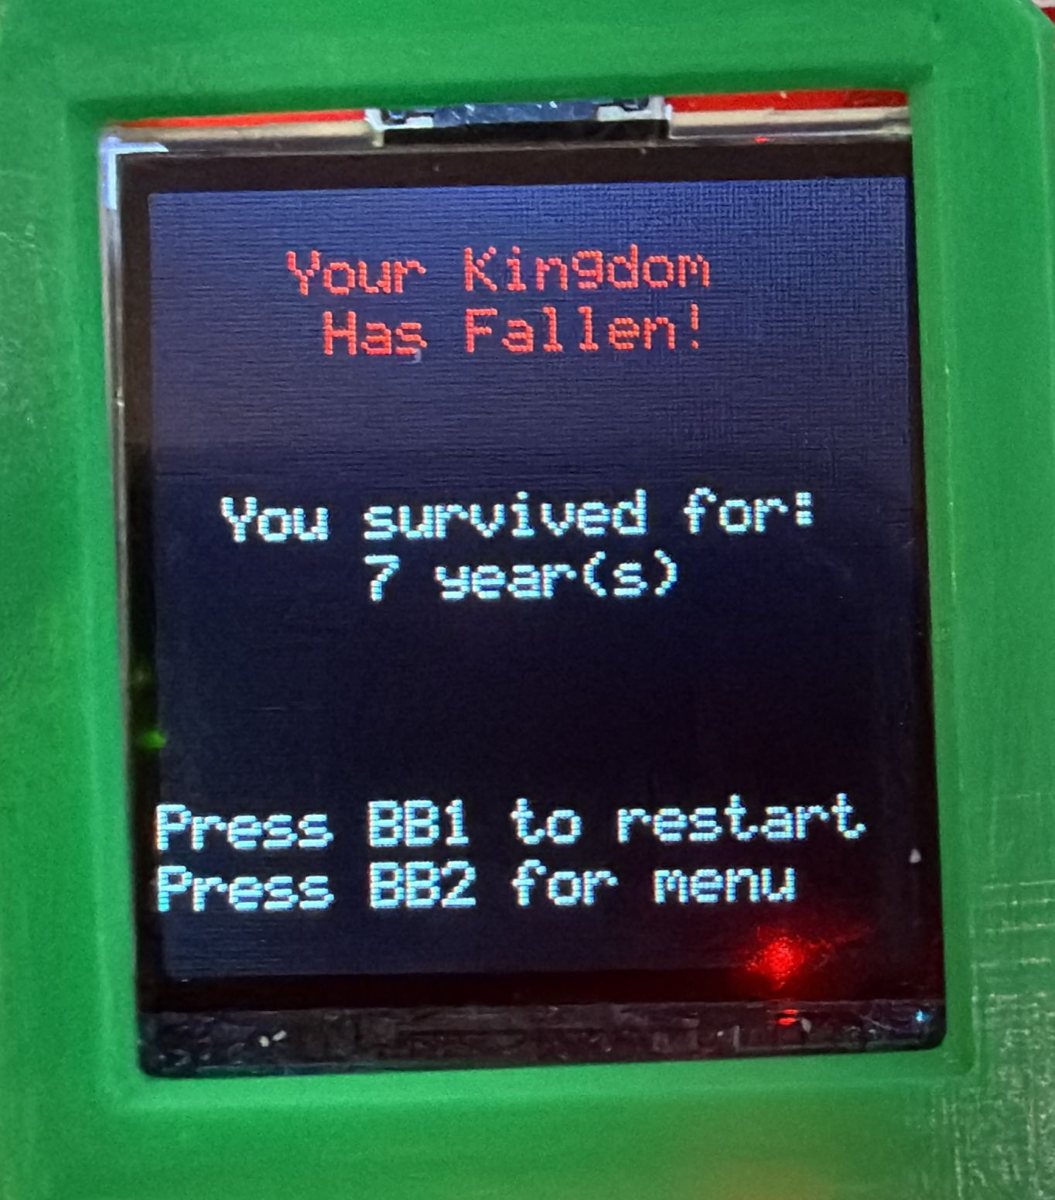 Your Kingdom
Has Fallen!
You survived for:
7 year(s)
Press BB1 to restart
Press BB2 for menu